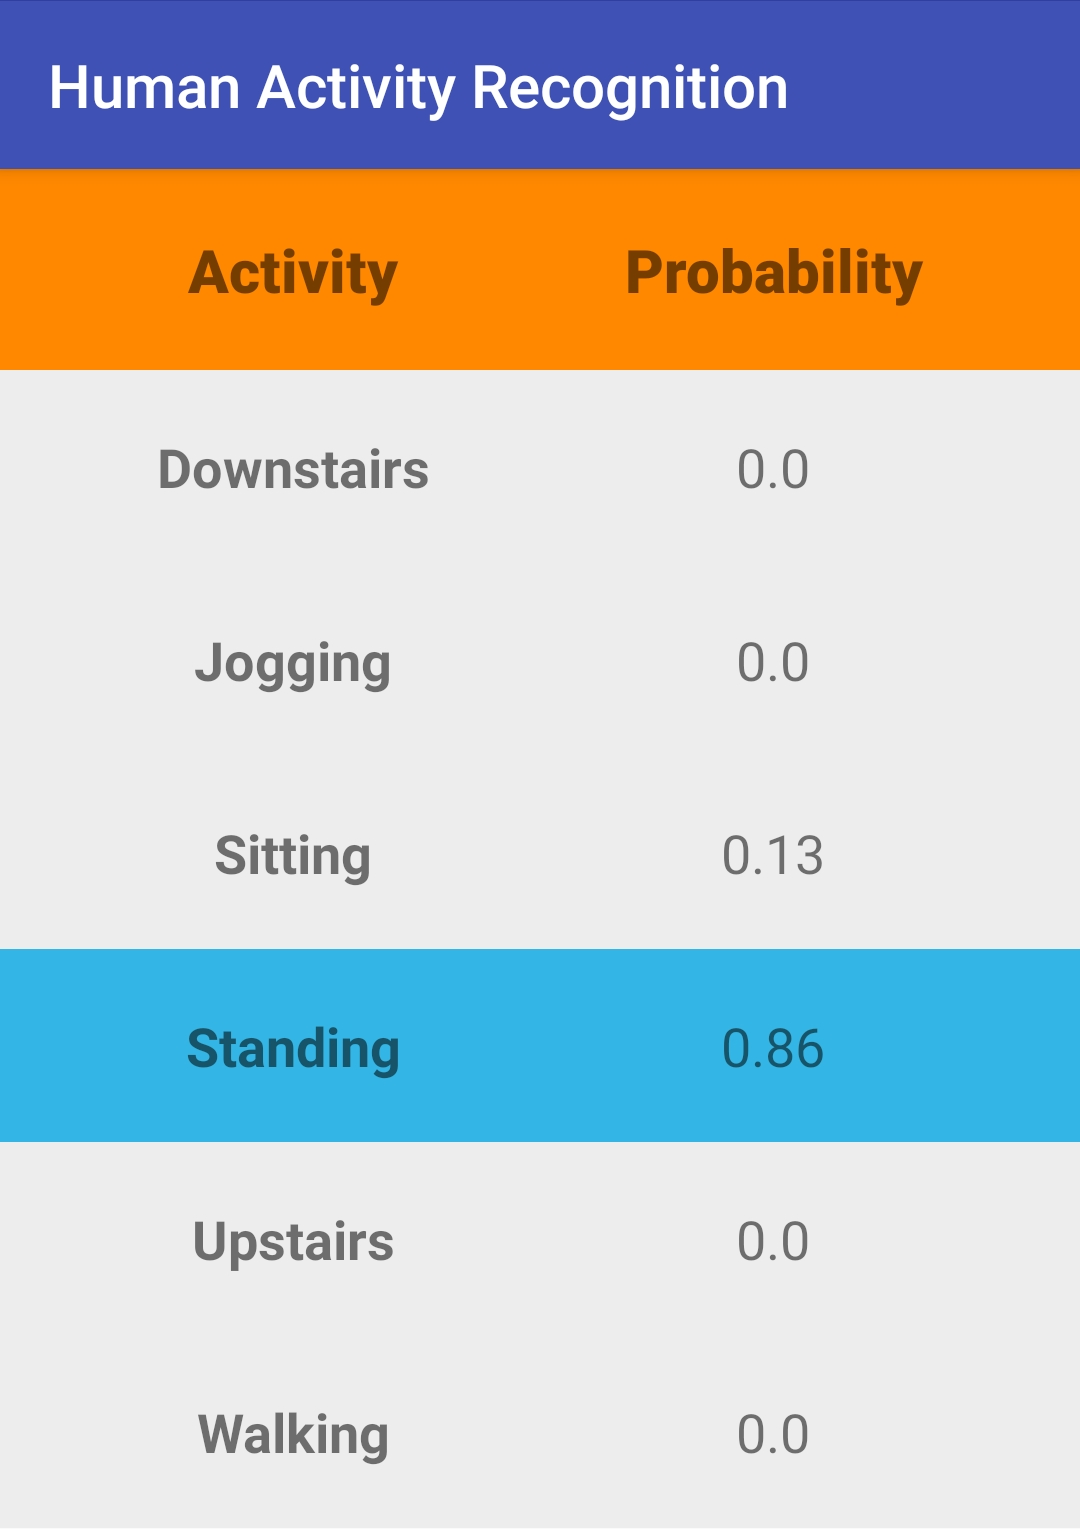 Human Activity Recognition
Activity Probability
Downstairs 0.0
Jogging 0.0
Sitting 0.13
Standing 0.86
Upstairs 0.0
Walking 0.0